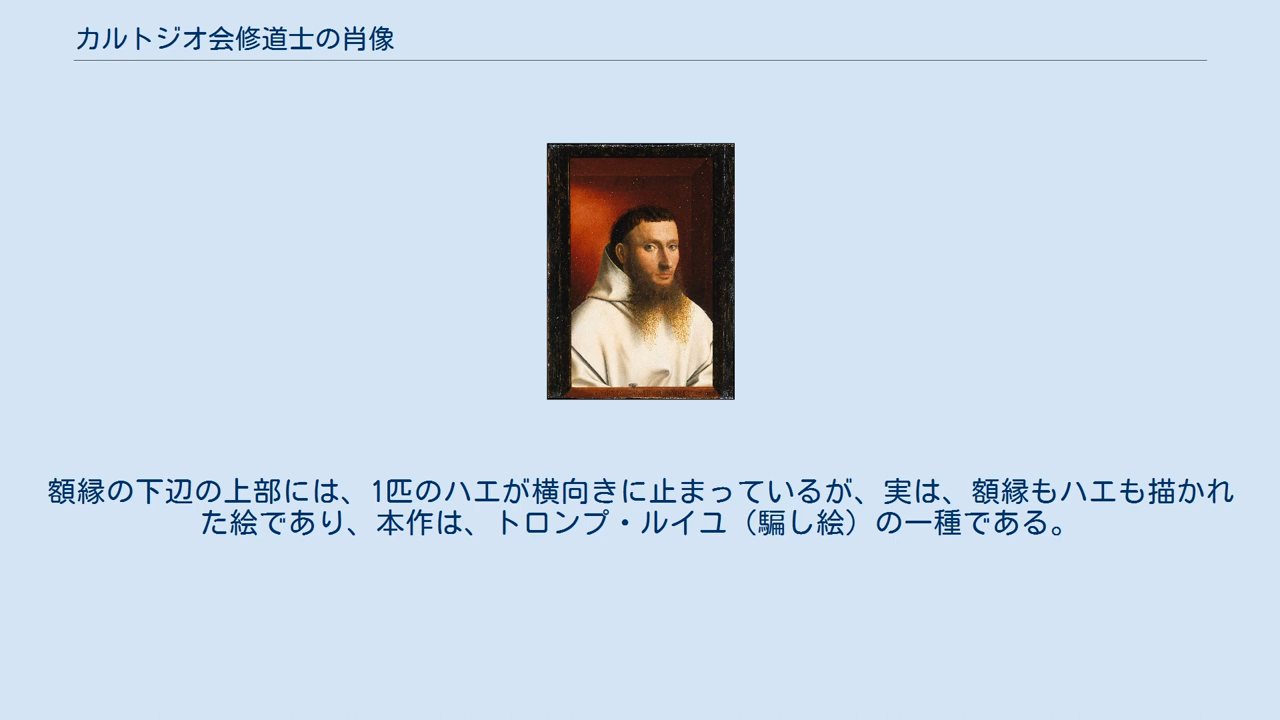 カルトジオ会修道士の肖像
額縁の下辺の上部には、1匹のハエが横向きに止まっているが、実は、額縁もハエも描かれ
た絵であり、本作は、トロンプ・ルイユ（騙し絵）の一種である。